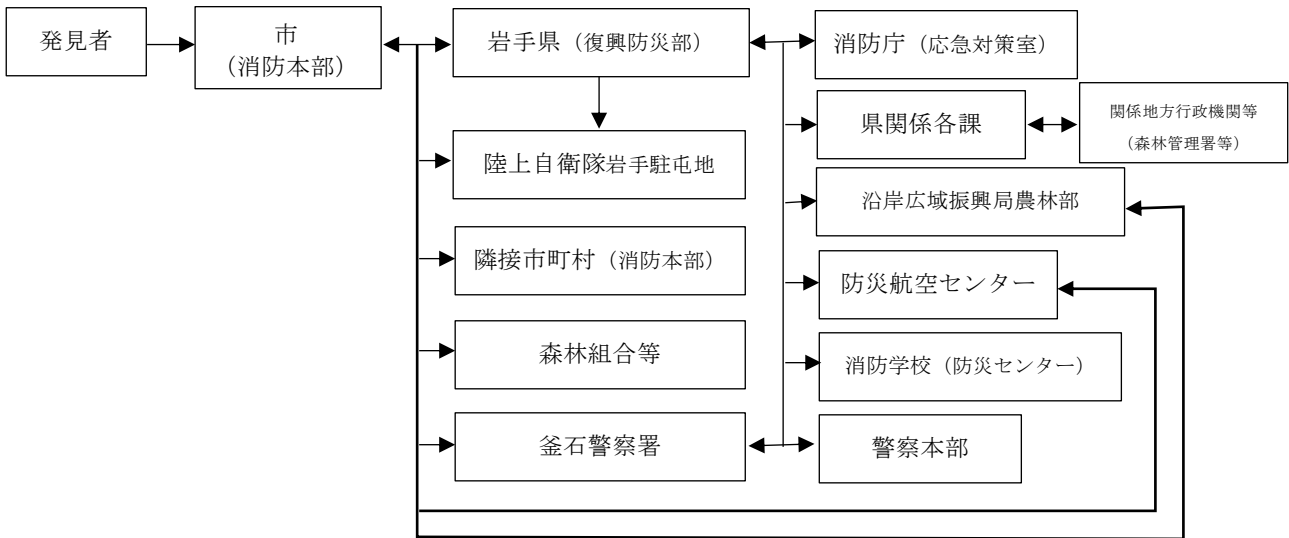 発見者
市
（消防本部）
岩手県（復興防災部）
消防庁（応急対策室）
県関係各課
関係地方行政機関等
（森林管理署等）
陸上自衛隊岩手駐屯地
沿岸広域振興局農林部
隣接市町村（消防本部）
防災航空センター
森林組合等
消防学校（防災センター）
釜石警察署
警察本部